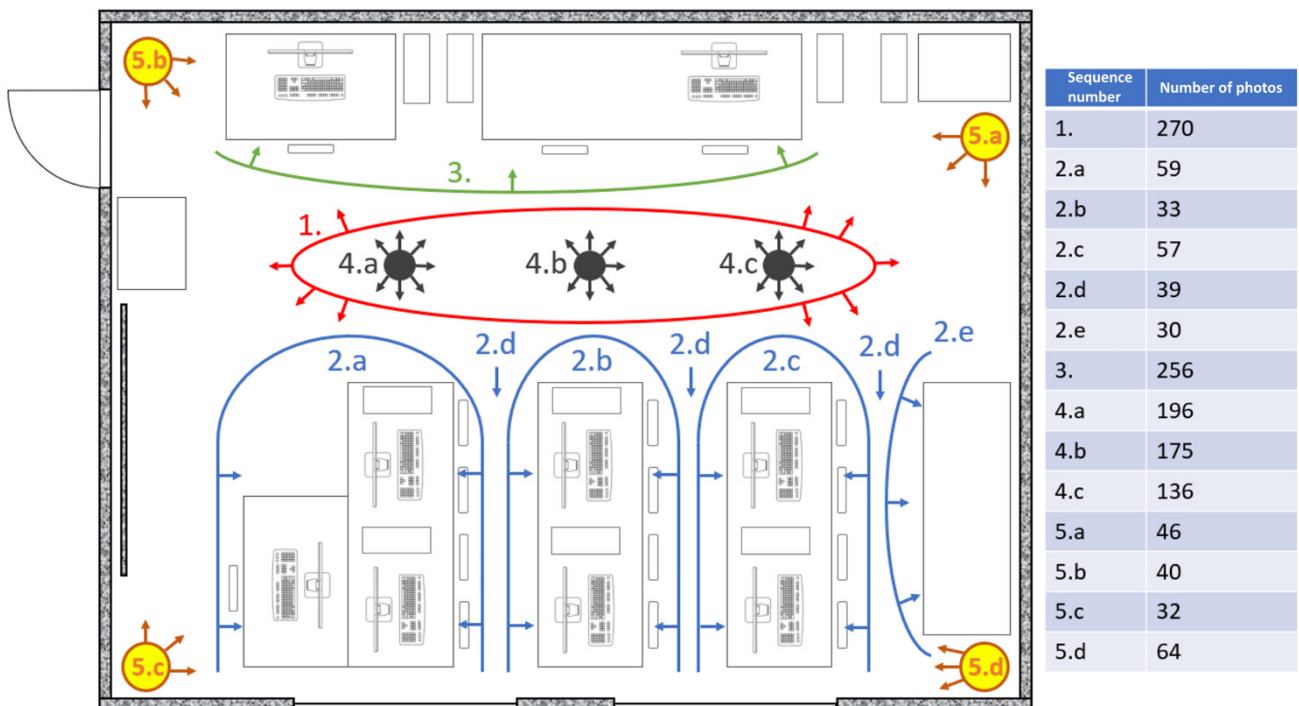 5.b
5.a
3.
1.
4.a
4.b
4.c
2.a
2.d
2.b
2.d
2.c
2.d
2.e
5.c
5.d
Sequence number Number of photos
1. 270
2.a 59
2.b 33
2.c 57
2.d 39
2.e 30
3. 256
4.a 196
4.b 175
4.c 136
5.a 46
5.b 40
5.c 32
5.d 64